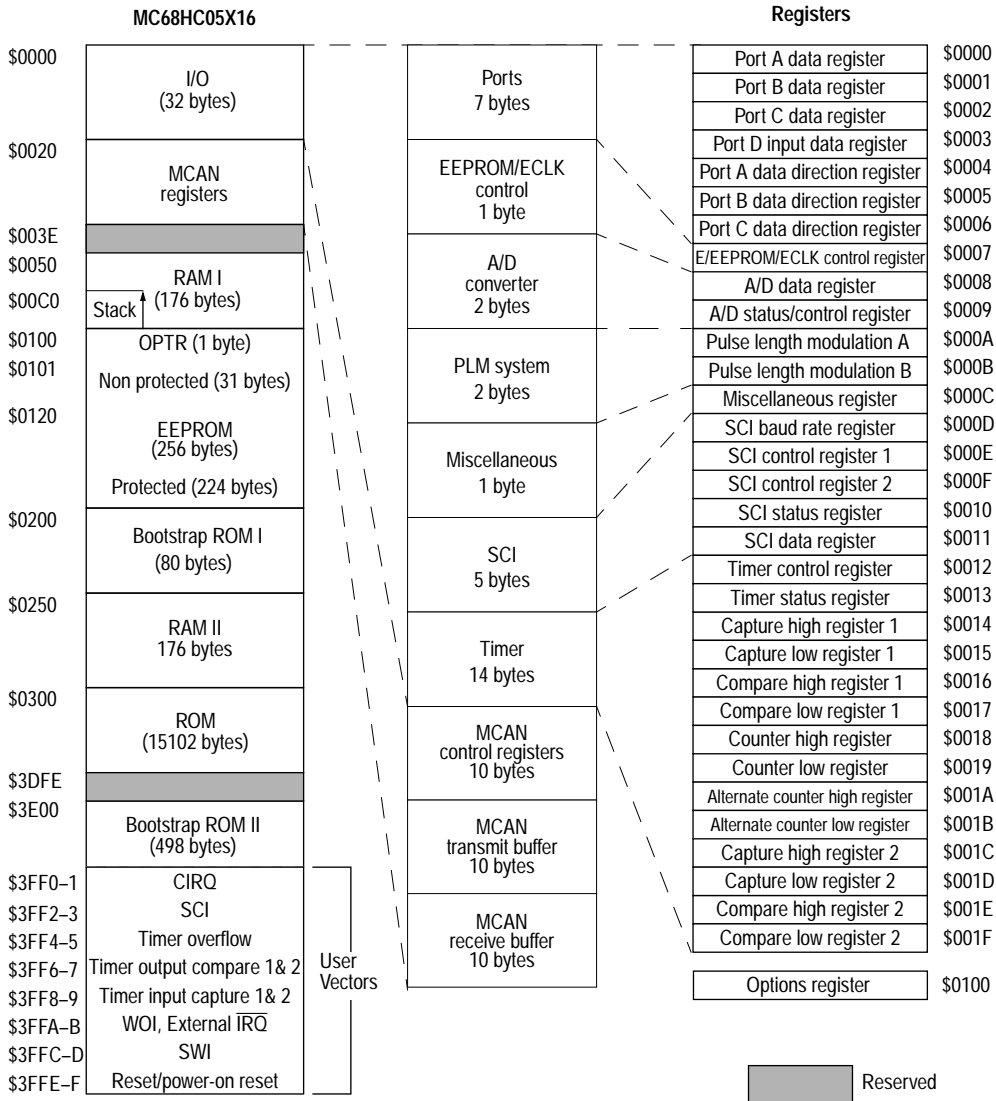 MC68HC05X16
$0000
I/O
(32 bytes)
$0020
MCAN
registers
$003E
$0050
RAM I
(176 bytes)
$00C0
Stack
$0100
OPTR (1 byte)
$0101
Non protected (31 bytes)
$0120
EEPROM
(256 bytes)
Protected (224 bytes)
$0200
Bootstrap ROM I
(80 bytes)
$0250
RAM II
176 bytes
$0300
ROM
(15102 bytes)
$3DFE
$3E00
Bootstrap ROM II
(498 bytes)
$3FF0–1 CIRQ
$3FF2–3 SCI
$3FF4–5 Timer overflow
$3FF6–7 Timer output compare 1& 2
$3FF8–9 Timer input capture 1& 2
$3FFA–B WOI, External IRQ
$3FFC–D SWI
$3FFE–F Reset/power-on reset
User
Vectors
Ports
7 bytes
EEPROM/ECLK
control
1 byte
A/D
converter
2 bytes
PLM system
2 bytes
Miscellaneous
1 byte
SCI
5 bytes
Timer
14 bytes
MCAN
control registers
10 bytes
MCAN
transmit buffer
10 bytes
MCAN
receive buffer
10 bytes
Registers
Port A data register $0000
Port B data register $0001
Port C data register $0002
Port D input data register $0003
Port A data direction register $0004
Port B data direction register $0005
Port C data direction register $0006
E/EEPROM/ECLK control register $0007
A/D data register $0008
A/D status/control register $0009
Pulse length modulation A $000A
Pulse length modulation B $000B
Miscellaneous register $000C
SCI baud rate register $000D
SCI control register 1 $000E
SCI control register 2 $000F
SCI status register $0010
SCI data register $0011
Timer control register $0012
Timer status register $0013
Capture high register 1 $0014
Capture low register 1 $0015
Compare high register 1 $0016
Compare low register 1 $0017
Counter high register $0018
Counter low register $0019
Alternate counter high register $001A
Alternate counter low register $001B
Capture high register 2 $001C
Capture low register 2 $001D
Compare high register 2 $001E
Compare low register 2 $001F
Options register $0100
Reserved